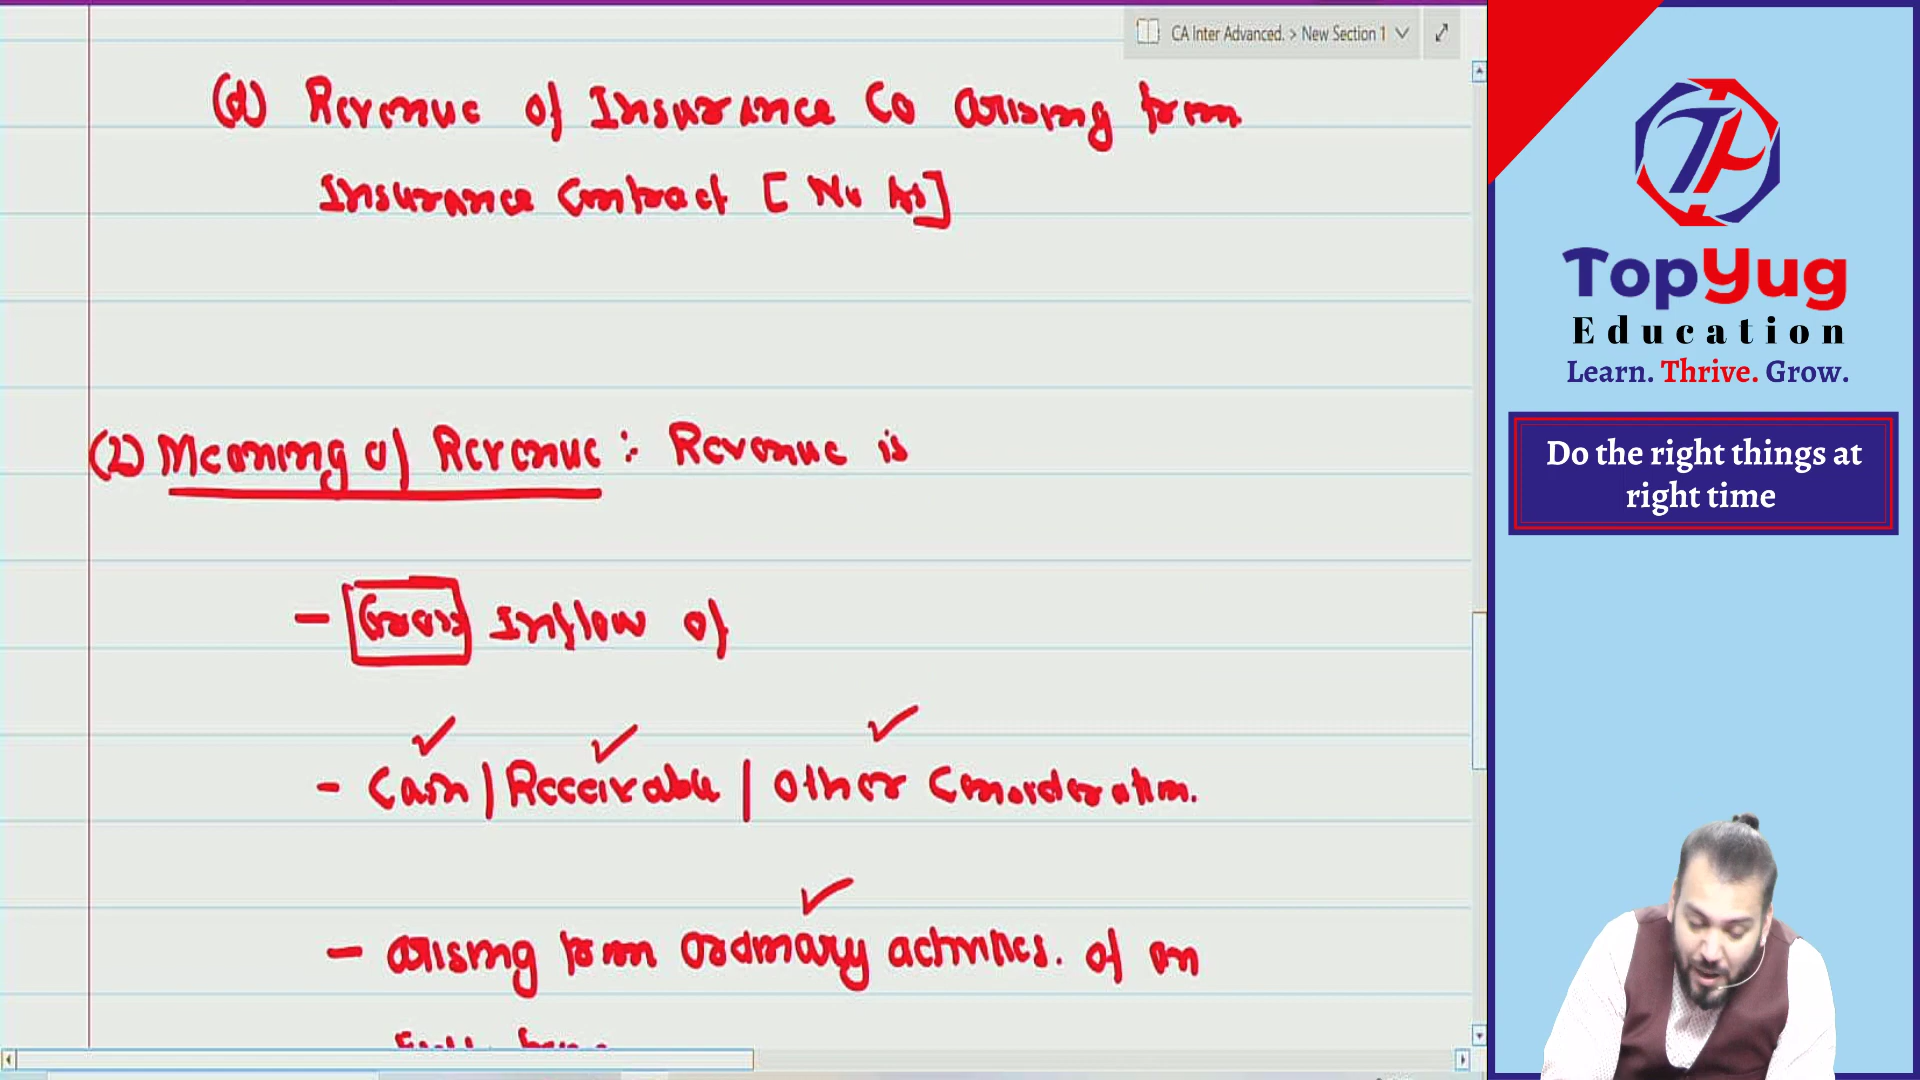 CA Inter Advanced. > New Section 1
(d) Revenue of Insurance Co arising from
Insurance Contract [ No As]
(2) Meaning of Revenue :- Revenue is
- Gross Inflow of
- Cash | Receivable | Other Consideration.
- arising from ordinary activities. of an
TopYug
Education
Learn. Thrive. Grow.
Do the right things at
right time